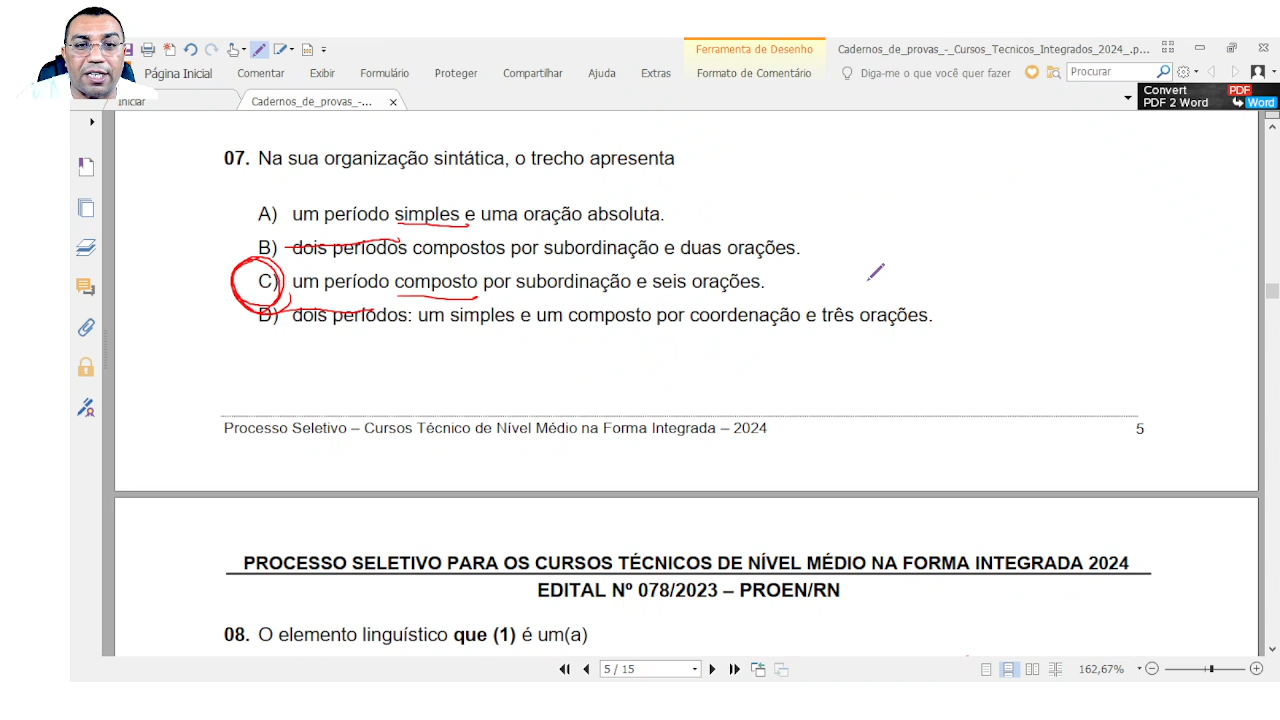 Ferramenta de Desenho
Cadernos_de_provas_-_Cursos_Tecnicos_Integrados_2024_.p...
Página Inicial
Comentar
Exibir
Formulário
Proteger
Compartilhar
Ajuda
Extras
Formato de Comentário
Diga-me o que você quer fazer
Procurar
Iniciar
Cadernos_de_provas_-...
Convert
PDF 2 Word
PDF
Word
07. Na sua organização sintática, o trecho apresenta
A) um período simples e uma oração absoluta.
B) dois períodos compostos por subordinação e duas orações.
C) um período composto por subordinação e seis orações.
D) dois períodos: um simples e um composto por coordenação e três orações.
Processo Seletivo – Cursos Técnico de Nível Médio na Forma Integrada – 2024 5
PROCESSO SELETIVO PARA OS CURSOS TÉCNICOS DE NÍVEL MÉDIO NA FORMA INTEGRADA 2024
EDITAL Nº 078/2023 – PROEN/RN
08. O elemento linguístico que (1) é um(a)
5 / 15
162,67%